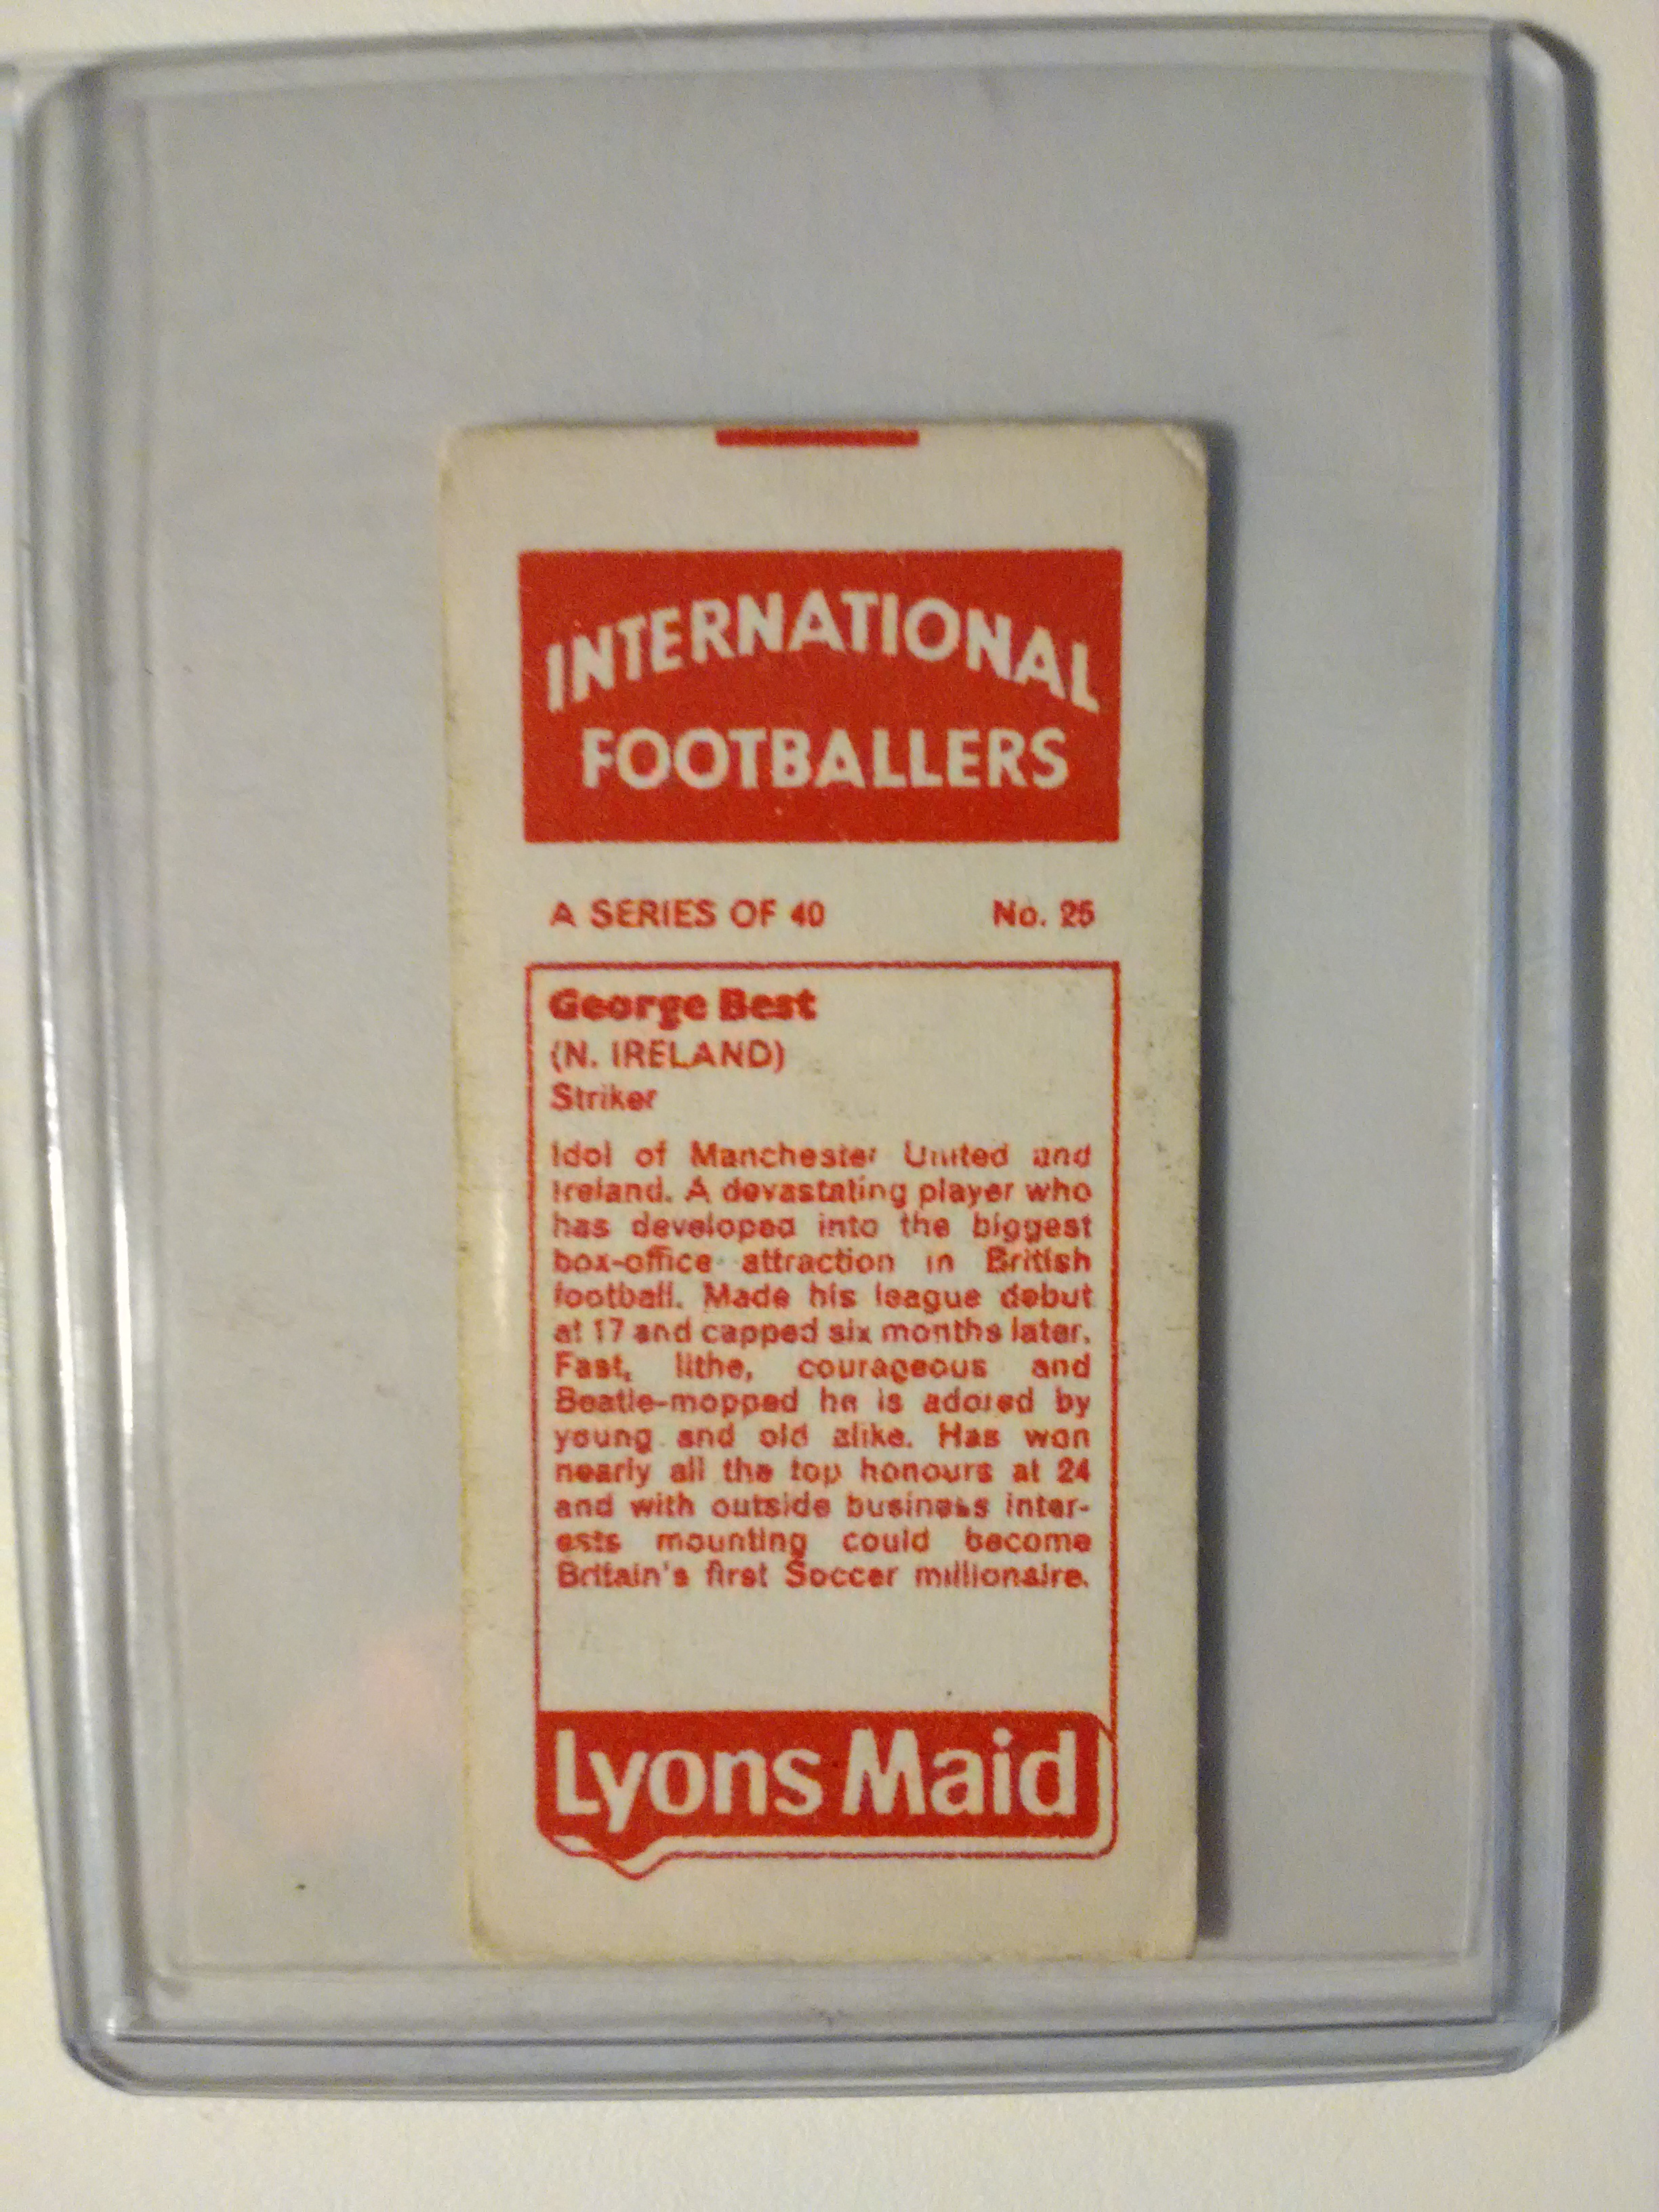 INTERNATIONAL
FOOTBALLERS
A SERIES OF 40 No. 25
George Best
(N. IRELAND)
Striker
Idol of Manchester United and
Ireland. A devastating player who
has developed into the biggest
box-office attraction in British
football. Made his league debut
at 17 and capped six months later.
Fast, lithe, courageous and
Beatle-mopped he is adored by
young and old alike. Has won
nearly all the top honours at 24
and with outside business inter-
ests mounting could become
Britain's first Soccer millionaire.
Lyons Maid